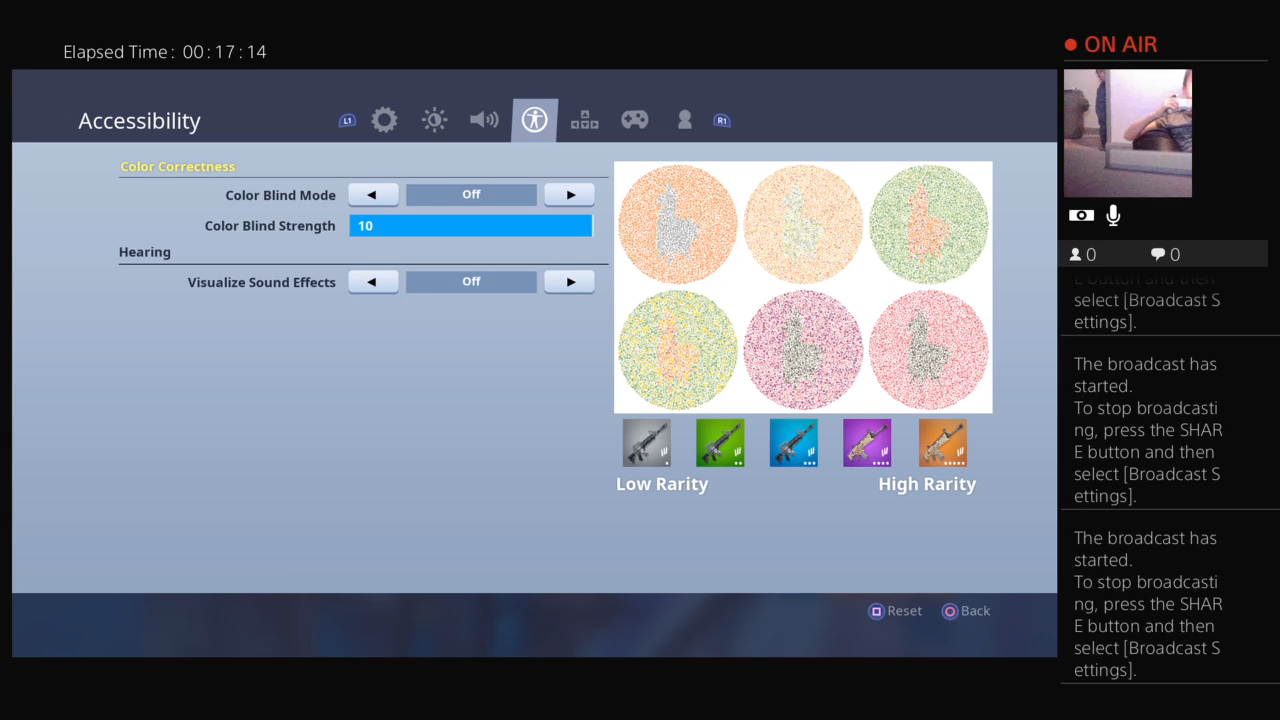 Elapsed Time: 00:17:14
ON AIR
Accessibility
L1
R1
Color Correctness
Color Blind Mode
Off
Color Blind Strength
10
Hearing
Visualize Sound Effects
Off
Low Rarity
High Rarity
Reset
Back
0
0
E button and then
select [Broadcast S
ettings].
The broadcast has
started.
To stop broadcasti
ng, press the SHAR
E button and then
select [Broadcast S
ettings].
The broadcast has
started.
To stop broadcasti
ng, press the SHAR
E button and then
select [Broadcast S
ettings].